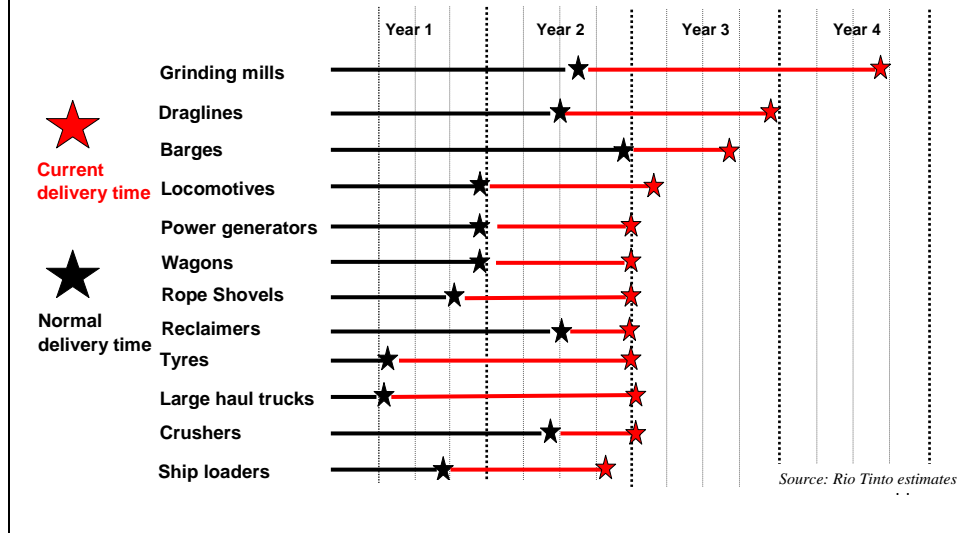 Year 1 Year 2 Year 3 Year 4
Grinding mills
Draglines
Barges
Locomotives
Power generators
Wagons
Rope Shovels
Reclaimers
Tyres
Large haul trucks
Crushers
Ship loaders
Current
delivery time
Normal
delivery time
Source: Rio Tinto estimates